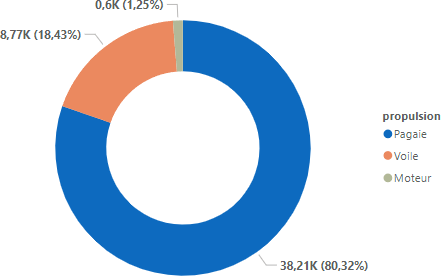 0,6K (1,25%)
8,77K (18,43%)
propulsion
Pagaie
Voile
Moteur
38,21K (80,32%)